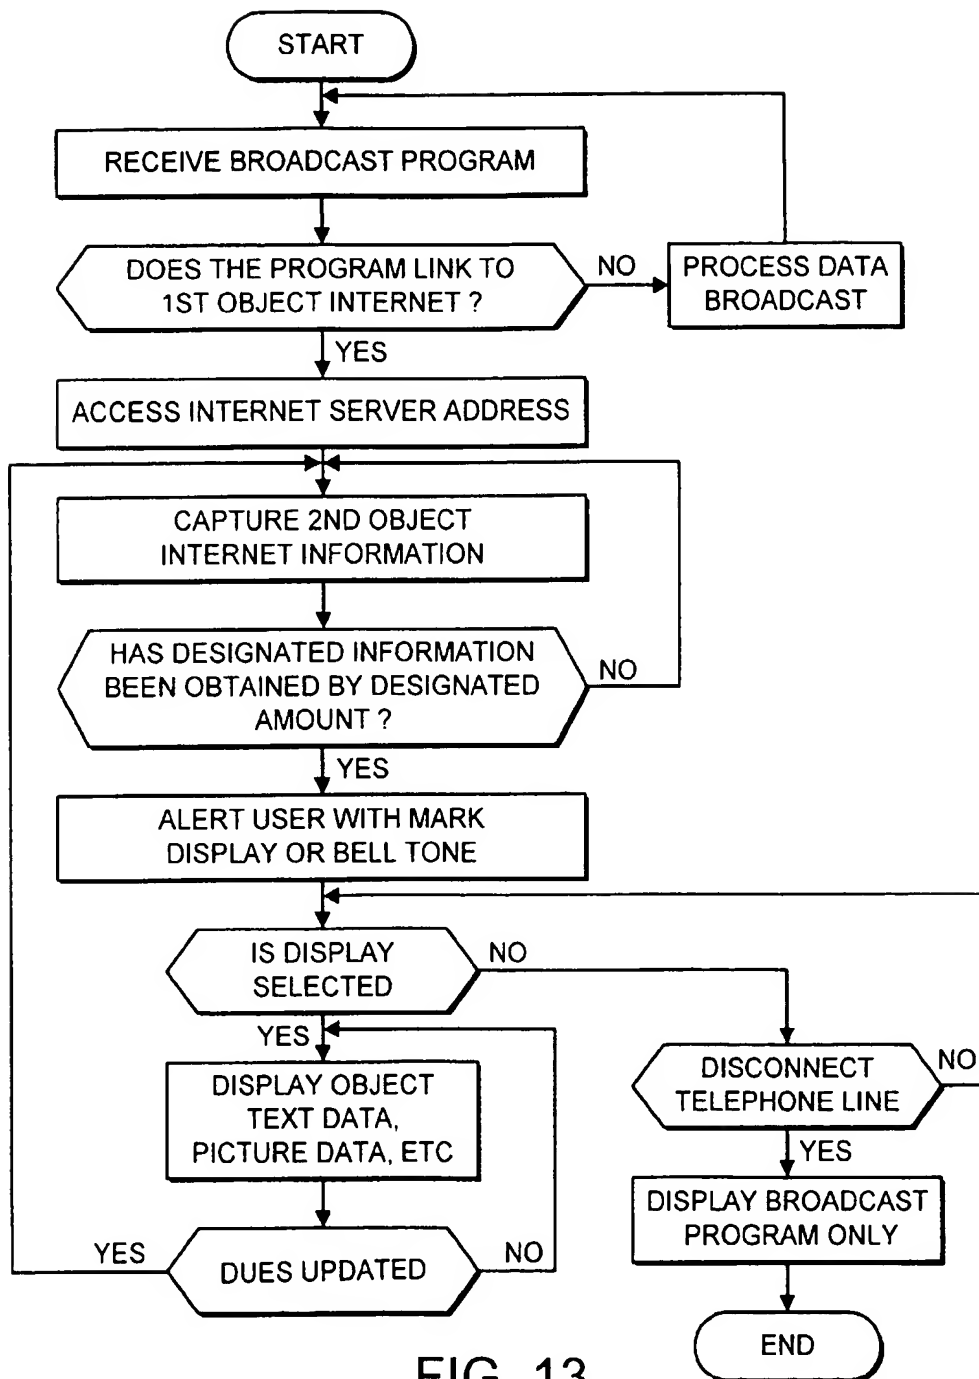 START
RECEIVE BROADCAST PROGRAM
DOES THE PROGRAM LINK TO
1ST OBJECT INTERNET ?
NO
PROCESS DATA
BROADCAST
YES
ACCESS INTERNET SERVER ADDRESS
CAPTURE 2ND OBJECT
INTERNET INFORMATION
HAS DESIGNATED INFORMATION
BEEN OBTAINED BY DESIGNATED
AMOUNT ?
NO
YES
ALERT USER WITH MARK
DISPLAY OR BELL TONE
IS DISPLAY
SELECTED
NO
YES
DISPLAY OBJECT
TEXT DATA,
PICTURE DATA, ETC
DISCONNECT
TELEPHONE LINE
NO
YES
DISPLAY BROADCAST
PROGRAM ONLY
YES
DUES UPDATED
NO
END
FIG. 13